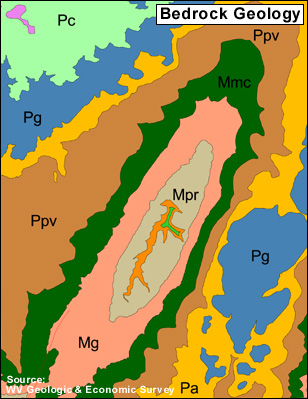 Bedrock Geology
Pc
Ppv
Mmc
Pg
Mpr
Ppv
Pg
Mg
Source:
WV Geologic & Economic Survey
Pa